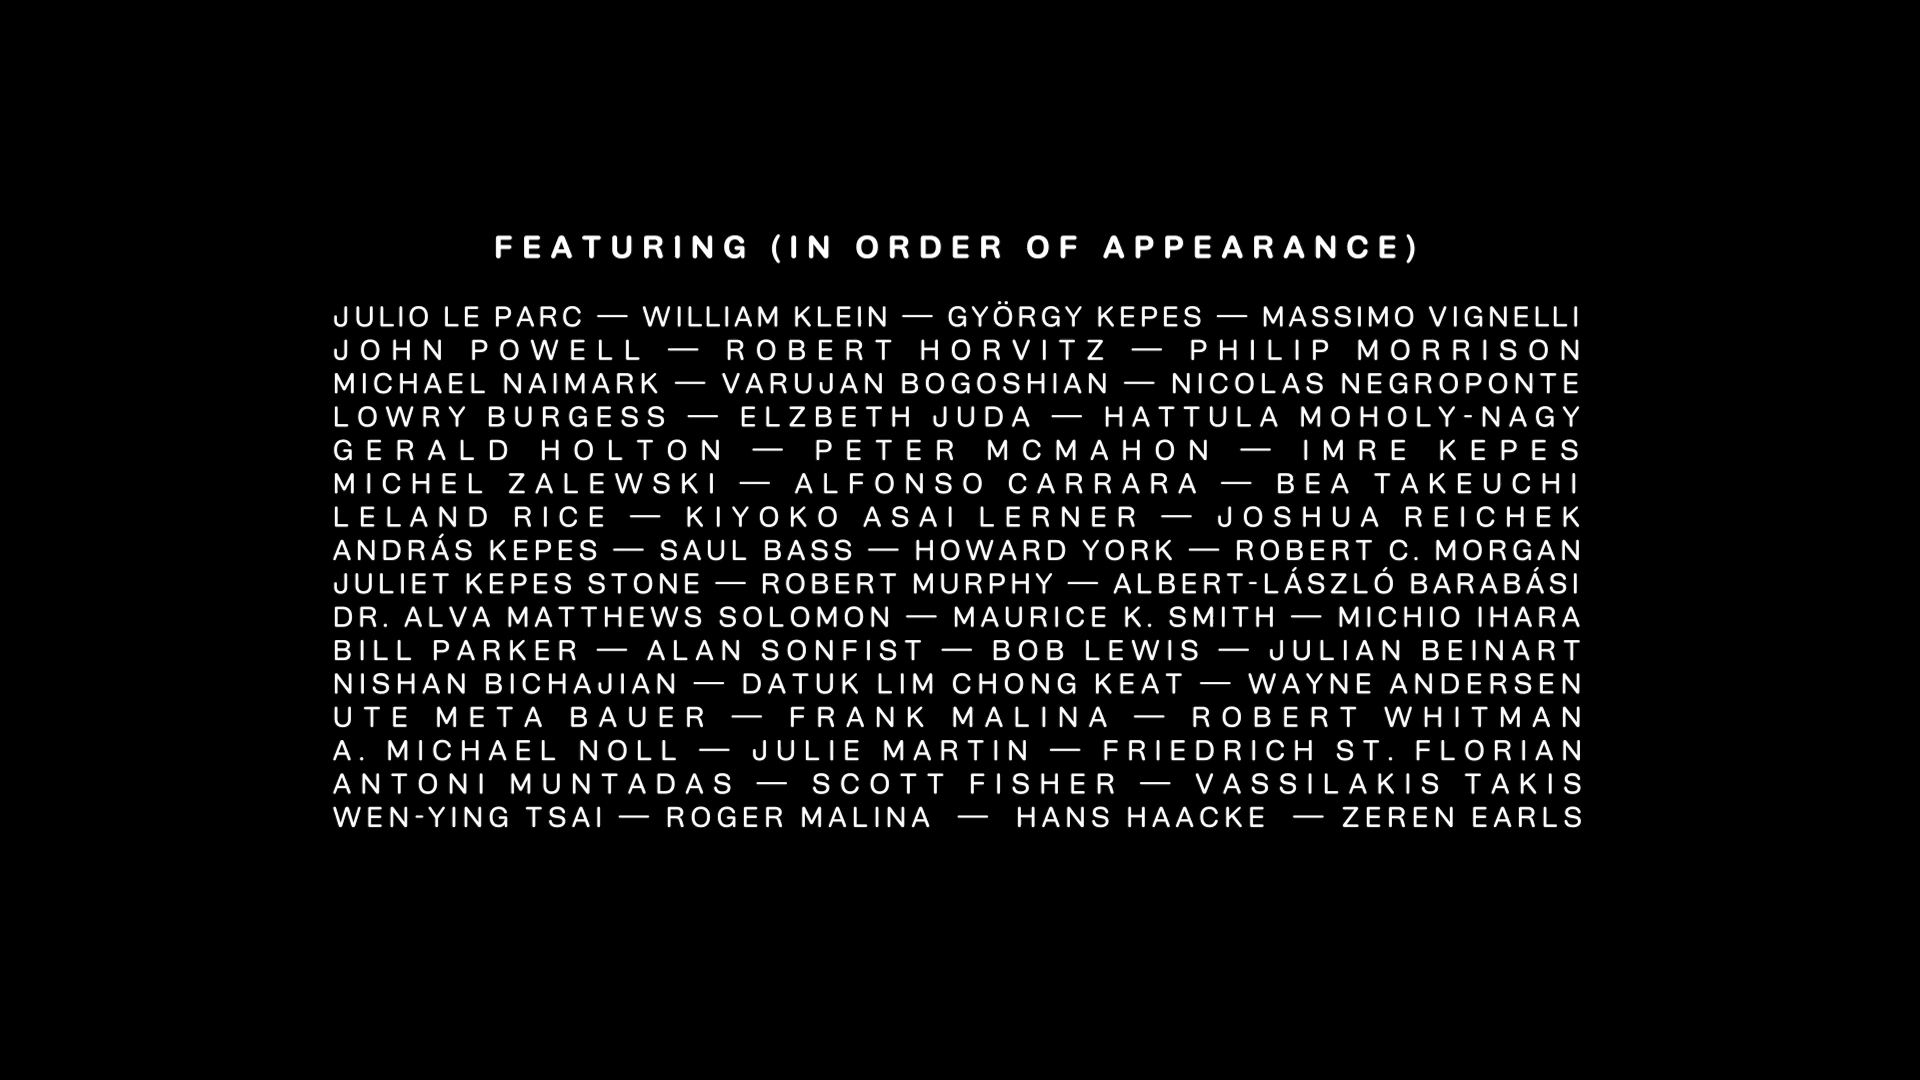 FEATURING (IN ORDER OF APPEARANCE)
JULIO LE PARC — WILLIAM KLEIN — GYÖRGY KEPES — MASSIMO VIGNELLI
JOHN POWELL — ROBERT HORVITZ — PHILIP MORRISON
MICHAEL NAIMARK — VARUJAN BOGOSHIAN — NICOLAS NEGROPONTE
LOWRY BURGESS — ELZBETH JUDA — HATTULA MOHOLY-NAGY
GERALD HOLTON — PETER MCMAHON — IMRE KEPES
MICHEL ZALEWSKI — ALFONSO CARRARA — BEA TAKEUCHI
LELAND RICE — KIYOKO ASAI LERNER — JOSHUA REICHEK
ANDRÁS KEPES — SAUL BASS — HOWARD YORK — ROBERT C. MORGAN
JULIET KEPES STONE — ROBERT MURPHY — ALBERT-LÁSZLÓ BARABÁSI
DR. ALVA MATTHEWS SOLOMON — MAURICE K. SMITH — MICHIO IHARA
BILL PARKER — ALAN SONFIST — BOB LEWIS — JULIAN BEINART
NISHAN BICHAJIAN — DATUK LIM CHONG KEAT — WAYNE ANDERSEN
UTE META BAUER — FRANK MALINA — ROBERT WHITMAN
A. MICHAEL NOLL — JULIE MARTIN — FRIEDRICH ST. FLORIAN
ANTONI MUNTADAS — SCOTT FISHER — VASSILAKIS TAKIS
WEN-YING TSAI — ROGER MALINA — HANS HAACKE — ZEREN EARLS